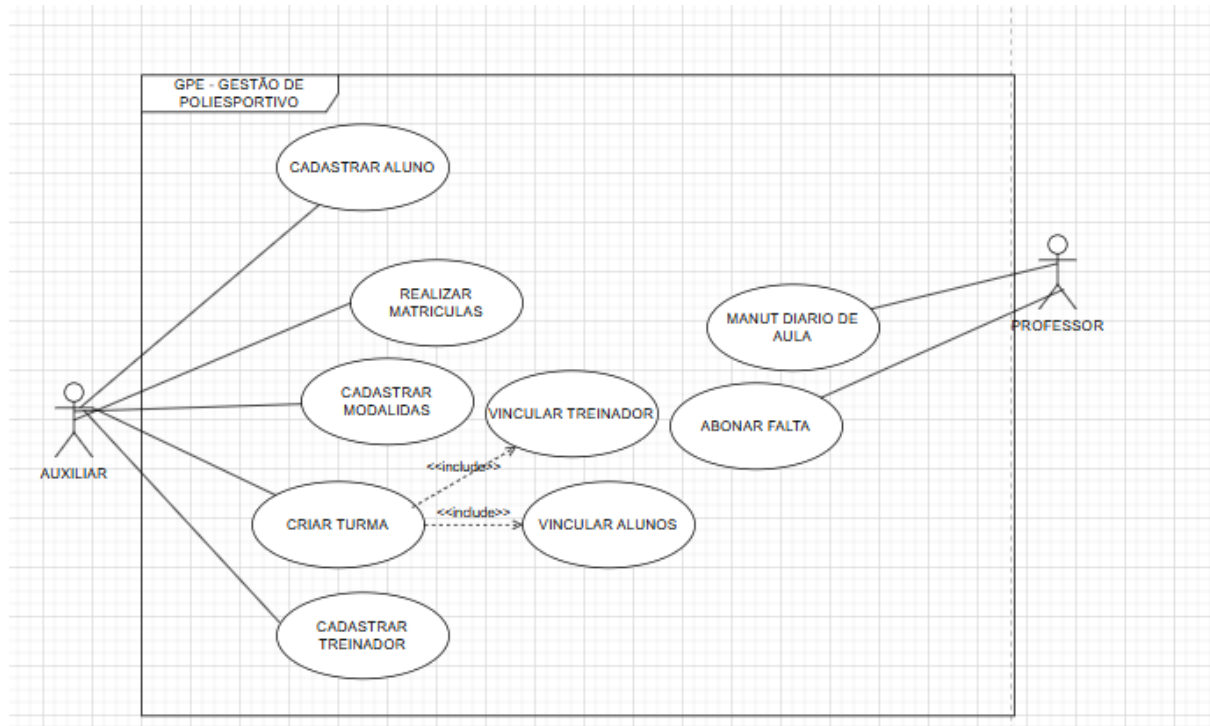 GPE - GESTÃO DE
POLIESPORTIVO
CADASTRAR ALUNO
REALIZAR
MATRICULAS
MANUT DIARIO DE
AULA
PROFESSOR
CADASTRAR
MODALIDAS
VINCULAR TREINADOR
ABONAR FALTA
AUXILIAR
<<include>>
<<include>>
CRIAR TURMA
VINCULAR ALUNOS
CADASTRAR
TREINADOR